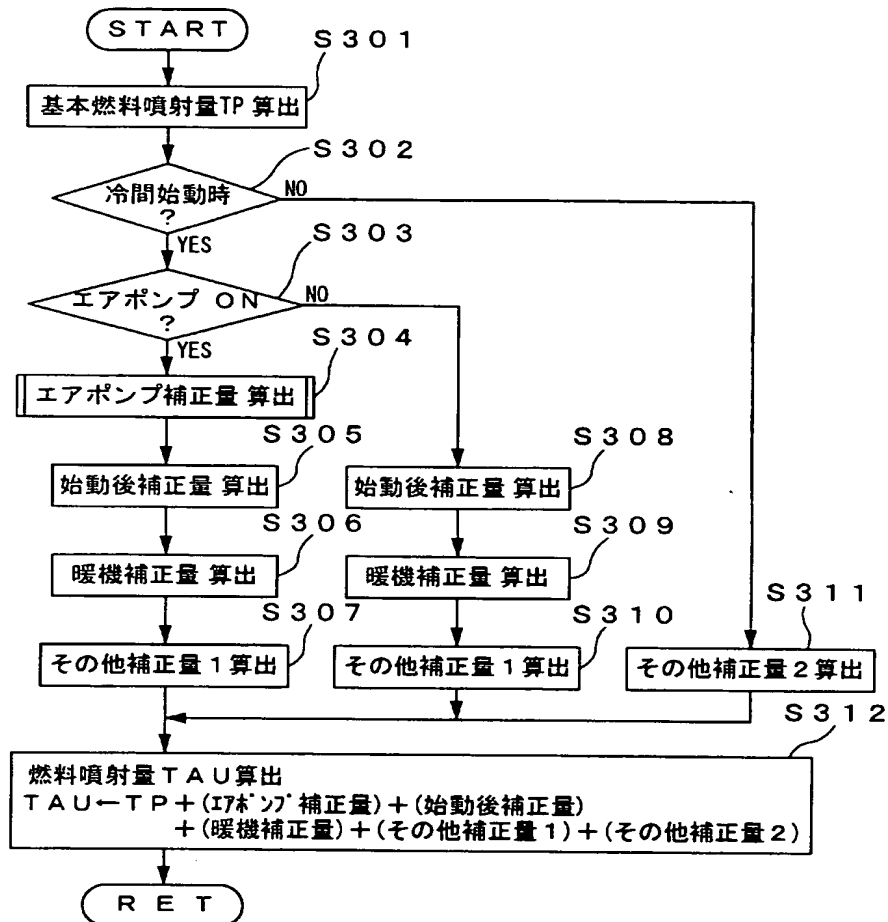 START
S301
基本燃料噴射量TP 算出
S302
冷間始動時
?
NO
YES
S303
エアポンプ ON
?
NO
YES
S304
エアポンプ補正量 算出
S305
始動後補正量 算出
S308
始動後補正量 算出
S306
暖機補正量 算出
S309
暖機補正量 算出
S307
その他補正量1算出
S310
その他補正量1算出
S311
その他補正量2算出
S312
燃料噴射量TAU算出
TAU←TP+(ｴｱﾎﾟﾝﾌﾟ補正量)+(始動後補正量)
+(暖機補正量)+(その他補正量1)+(その他補正量2)
RET